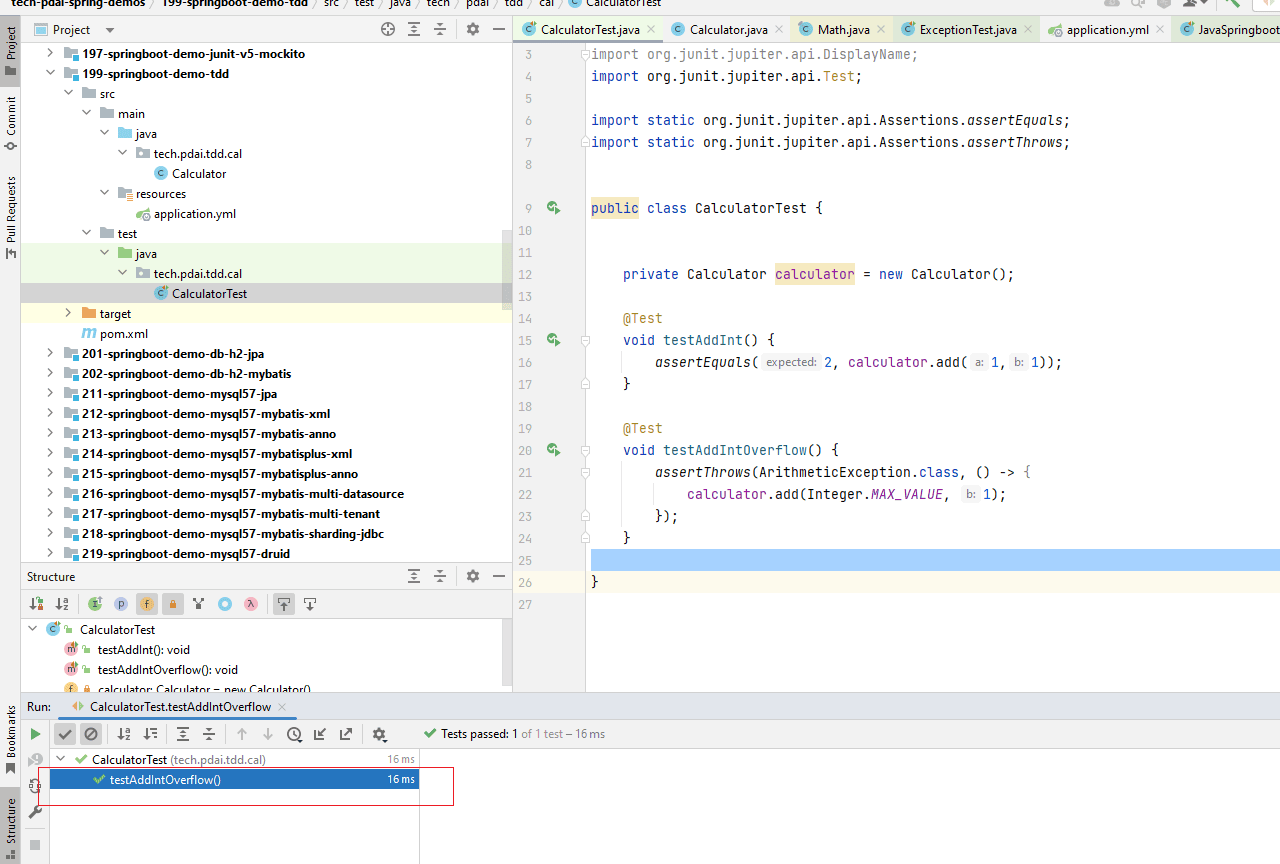 tech-pdai-spring-demos 199-springboot-demo-tdd src test java tech pdai tdd cal CalculatorTest
Project
CalculatorTest.java Calculator.java Math.java ExceptionTest.java application.yml JavaSpringboot
Project
Commit
Pull Requests
197-springboot-demo-junit-v5-mockito
199-springboot-demo-tdd
src
main
java
tech.pdai.tdd.cal
Calculator
resources
application.yml
test
java
tech.pdai.tdd.cal
CalculatorTest
target
pom.xml
201-springboot-demo-db-h2-jpa
202-springboot-demo-db-h2-mybatis
211-springboot-demo-mysql57-jpa
212-springboot-demo-mysql57-mybatis-xml
213-springboot-demo-mysql57-mybatis-anno
214-springboot-demo-mysql57-mybatisplus-xml
215-springboot-demo-mysql57-mybatisplus-anno
216-springboot-demo-mysql57-mybatis-multi-datasource
217-springboot-demo-mysql57-mybatis-multi-tenant
218-springboot-demo-mysql57-mybatis-sharding-jdbc
219-springboot-demo-mysql57-druid
3 import org.junit.jupiter.api.DisplayName;
4 import org.junit.jupiter.api.Test;
5
6 import static org.junit.jupiter.api.Assertions.assertEquals;
7 import static org.junit.jupiter.api.Assertions.assertThrows;
8
9 public class CalculatorTest {
10
11
12 private Calculator calculator = new Calculator();
13
14 @Test
15 void testAddInt() {
16 assertEquals( expected: 2, calculator.add( a: 1, b: 1));
17 }
18
19 @Test
20 void testAddIntOverflow() {
21 assertThrows(ArithmeticException.class, () -> {
22 calculator.add(Integer.MAX_VALUE, b: 1);
23 });
24 }
25
26 }
27
Structure
CalculatorTest
testAddInt(): void
testAddIntOverflow(): void
calculator: Calculator = new Calculator()
Run: CalculatorTest.testAddIntOverflow
Tests passed: 1 of 1 test – 16 ms
CalculatorTest (tech.pdai.tdd.cal) 16 ms
testAddIntOverflow() 16 ms
Bookmarks
Structure